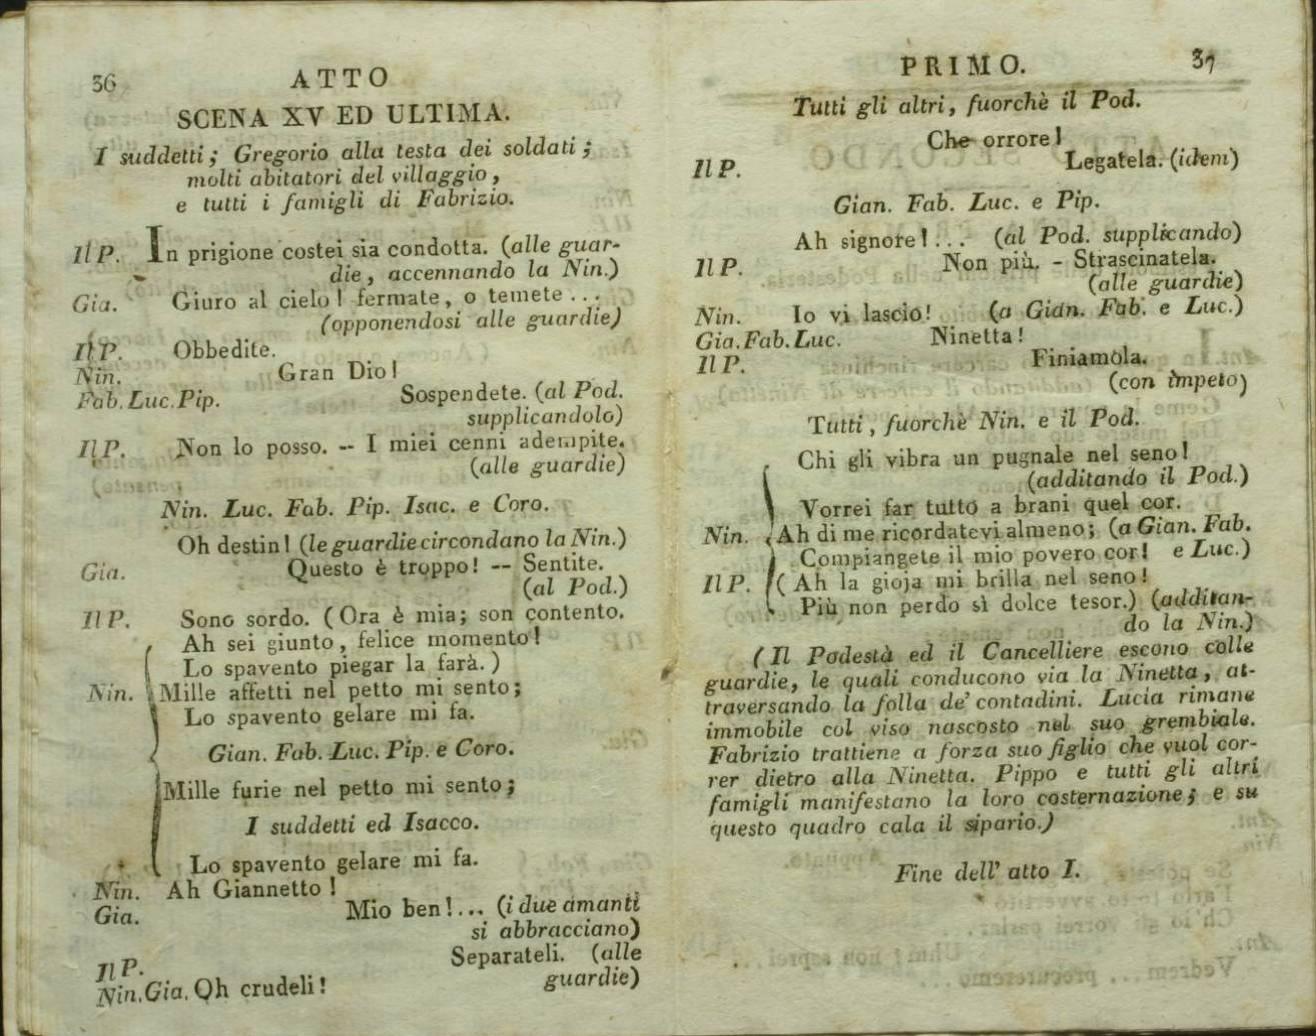 36
ATTO
SCENA XV ED ULTIMA.
I suddetti; Gregorio alla testa dei soldati;
molti abitatori del villaggio,
e tutti i famigli di Fabrizio.
Il P. In prigione costei sia condotta. (alle guar-
die, accennando la Nin.)
Gia. Giuro al cielo! fermate, o temete...
(opponendosi alle guardie)
Il P. Obbedite.
Nin. Gran Dio!
Fab. Luc. Pip. Sospendete. (al Pod.
supplicandolo)
Il P. Non lo posso. -- I miei cenni adempite.
(alle guardie)
Nin. Luc. Fab. Pip. Isac. e Coro.
Oh destin! (le guardie circondano la Nin.)
Gia. Questo è troppo! -- Sentite.
(al Pod.)
Il P. Sono sordo. (Ora è mia; son contento.
Ah sei giunto, felice momento!
Lo spavento piegar la farà.)
Nin. Mille affetti nel petto mi sento;
Lo spavento gelare mi fa.
Gian. Fab. Luc. Pip. e Coro.
Mille furie nel petto mi sento;
I suddetti ed Isacco.
Lo spavento gelare mi fa.
Nin. Ah Giannetto!
Gia. Mio ben!... (i due amanti
si abbracciano)
Il P. Separateli. (alle
guardie)
Nin. Gia. Oh crudeli!
PRIMO.
37
Tutti gli altri, fuorchè il Pod.
Che orrore!
Il P. Legatela. (idem)
Gian. Fab. Luc. e Pip.
Ah signore!... (al Pod. supplicando)
Il P. Non più. - Strascinatela.
(alle guardie)
Nin. Io vi lascio! (a Gian. Fab. e Luc.)
Gia. Fab. Luc. Ninetta!
Il P. Finiamola.
(con impeto)
Tutti, fuorchè Nin. e il Pod.
Chi gli vibra un pugnale nel seno!
(additando il Pod.)
Vorrei far tutto a brani quel cor.
Nin. Ah di me ricordatevi almeno; (a Gian. Fab.
Compiangete il mio povero cor! e Luc.)
Il P. (Ah la gioja mi brilla nel seno!
Più non perdo sì dolce tesor.) (additan-
do la Nin.)
(Il Podestà ed il Cancelliere escono colle
guardie, le quali conducono via la Ninetta, at-
traversando la folla de' contadini. Lucia rimane
immobile col viso nascosto nel suo grembiale.
Fabrizio trattiene a forza suo figlio che vuol cor-
rer dietro alla Ninetta. Pippo e tutti gli altri
famigli manifestano la loro costernazione; e su
questo quadro cala il sipario.)
Fine dell' atto I.